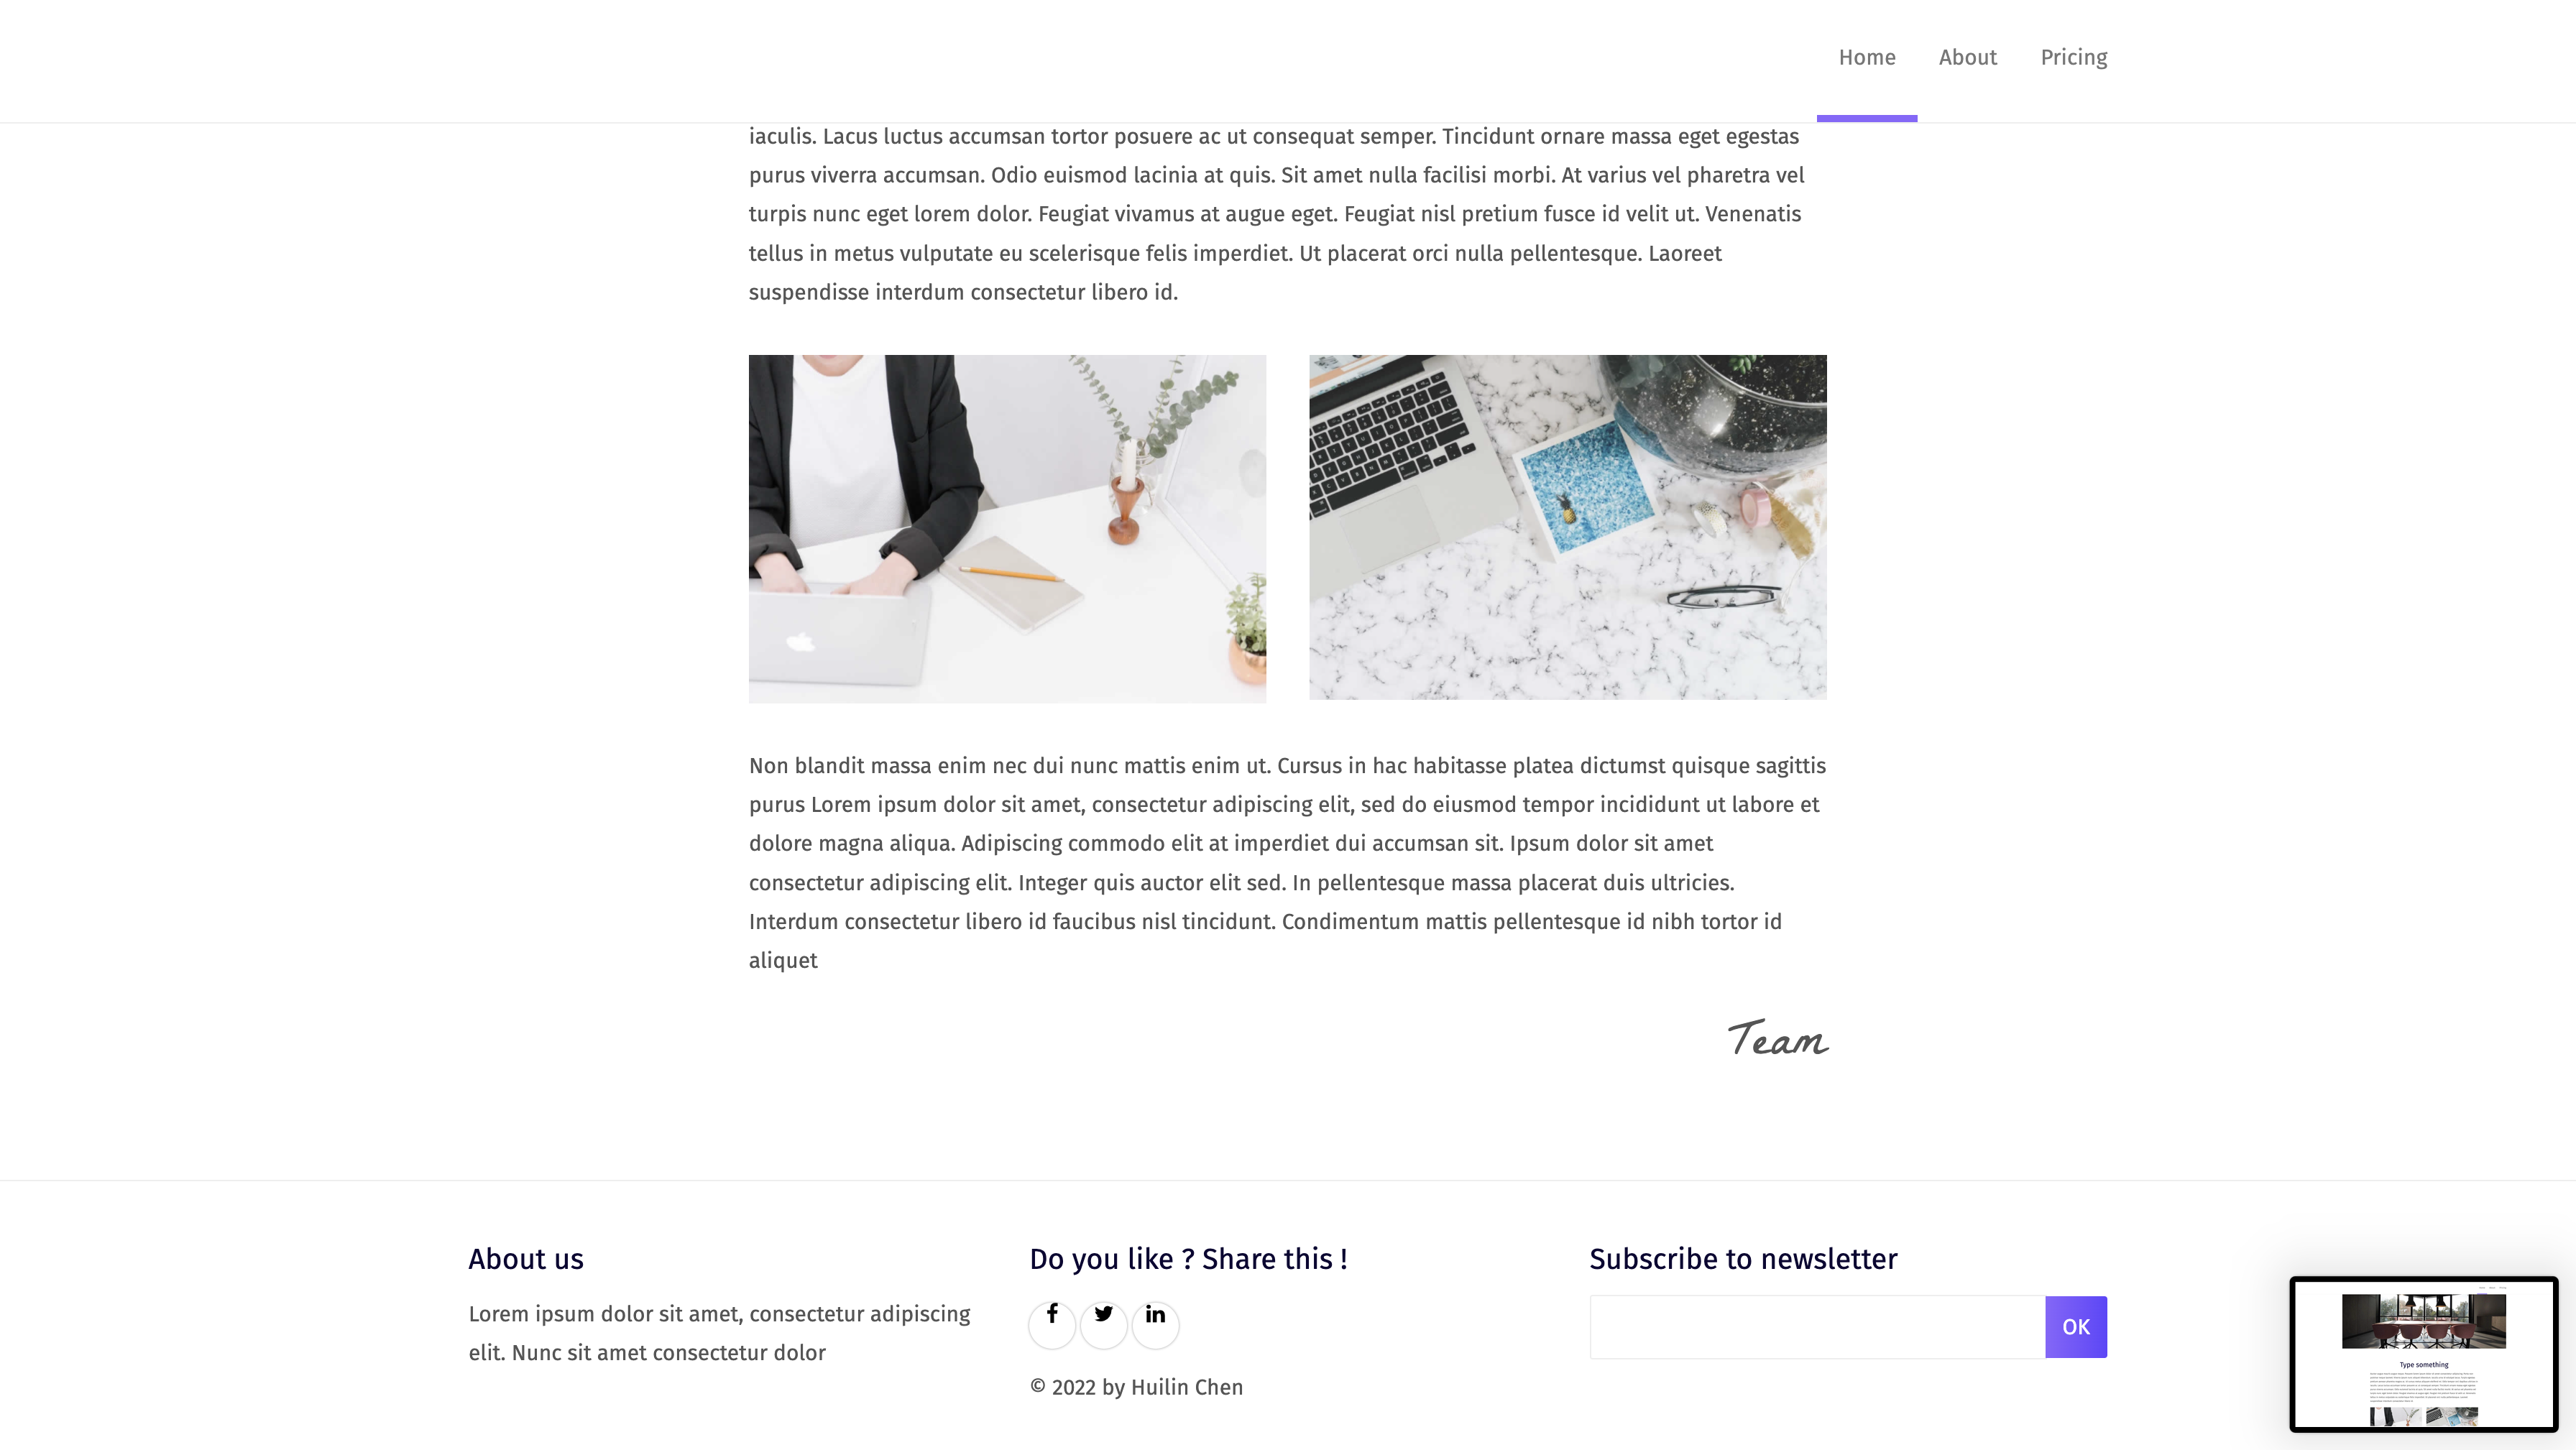 Home About Pricing
iaculis. Lacus luctus accumsan tortor posuere ac ut consequat semper. Tincidunt ornare massa eget egestas
purus viverra accumsan. Odio euismod lacinia at quis. Sit amet nulla facilisi morbi. At varius vel pharetra vel
turpis nunc eget lorem dolor. Feugiat vivamus at augue eget. Feugiat nisl pretium fusce id velit ut. Venenatis
tellus in metus vulputate eu scelerisque felis imperdiet. Ut placerat orci nulla pellentesque. Laoreet
suspendisse interdum consectetur libero id.
Non blandit massa enim nec dui nunc mattis enim ut. Cursus in hac habitasse platea dictumst quisque sagittis
purus Lorem ipsum dolor sit amet, consectetur adipiscing elit, sed do eiusmod tempor incididunt ut labore et
dolore magna aliqua. Adipiscing commodo elit at imperdiet dui accumsan sit. Ipsum dolor sit amet
consectetur adipiscing elit. Integer quis auctor elit sed. In pellentesque massa placerat duis ultricies.
Interdum consectetur libero id faucibus nisl tincidunt. Condimentum mattis pellentesque id nibh tortor id
aliquet
Team
About us
Lorem ipsum dolor sit amet, consectetur adipiscing
elit. Nunc sit amet consectetur dolor
Do you like ? Share this !
© 2022 by Huilin Chen
Subscribe to newsletter
OK
Type something